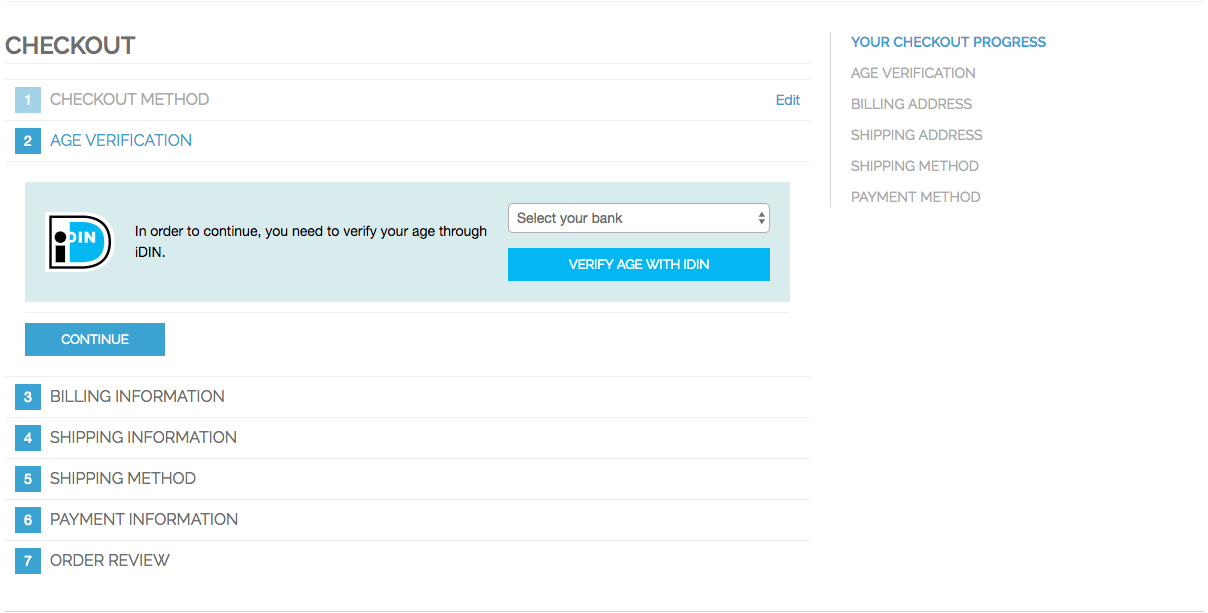 CHECKOUT
1 CHECKOUT METHOD Edit
2 AGE VERIFICATION
iDIN
In order to continue, you need to verify your age through
iDIN.
Select your bank
VERIFY AGE WITH IDIN
CONTINUE
3 BILLING INFORMATION
4 SHIPPING INFORMATION
5 SHIPPING METHOD
6 PAYMENT INFORMATION
7 ORDER REVIEW
YOUR CHECKOUT PROGRESS
AGE VERIFICATION
BILLING ADDRESS
SHIPPING ADDRESS
SHIPPING METHOD
PAYMENT METHOD